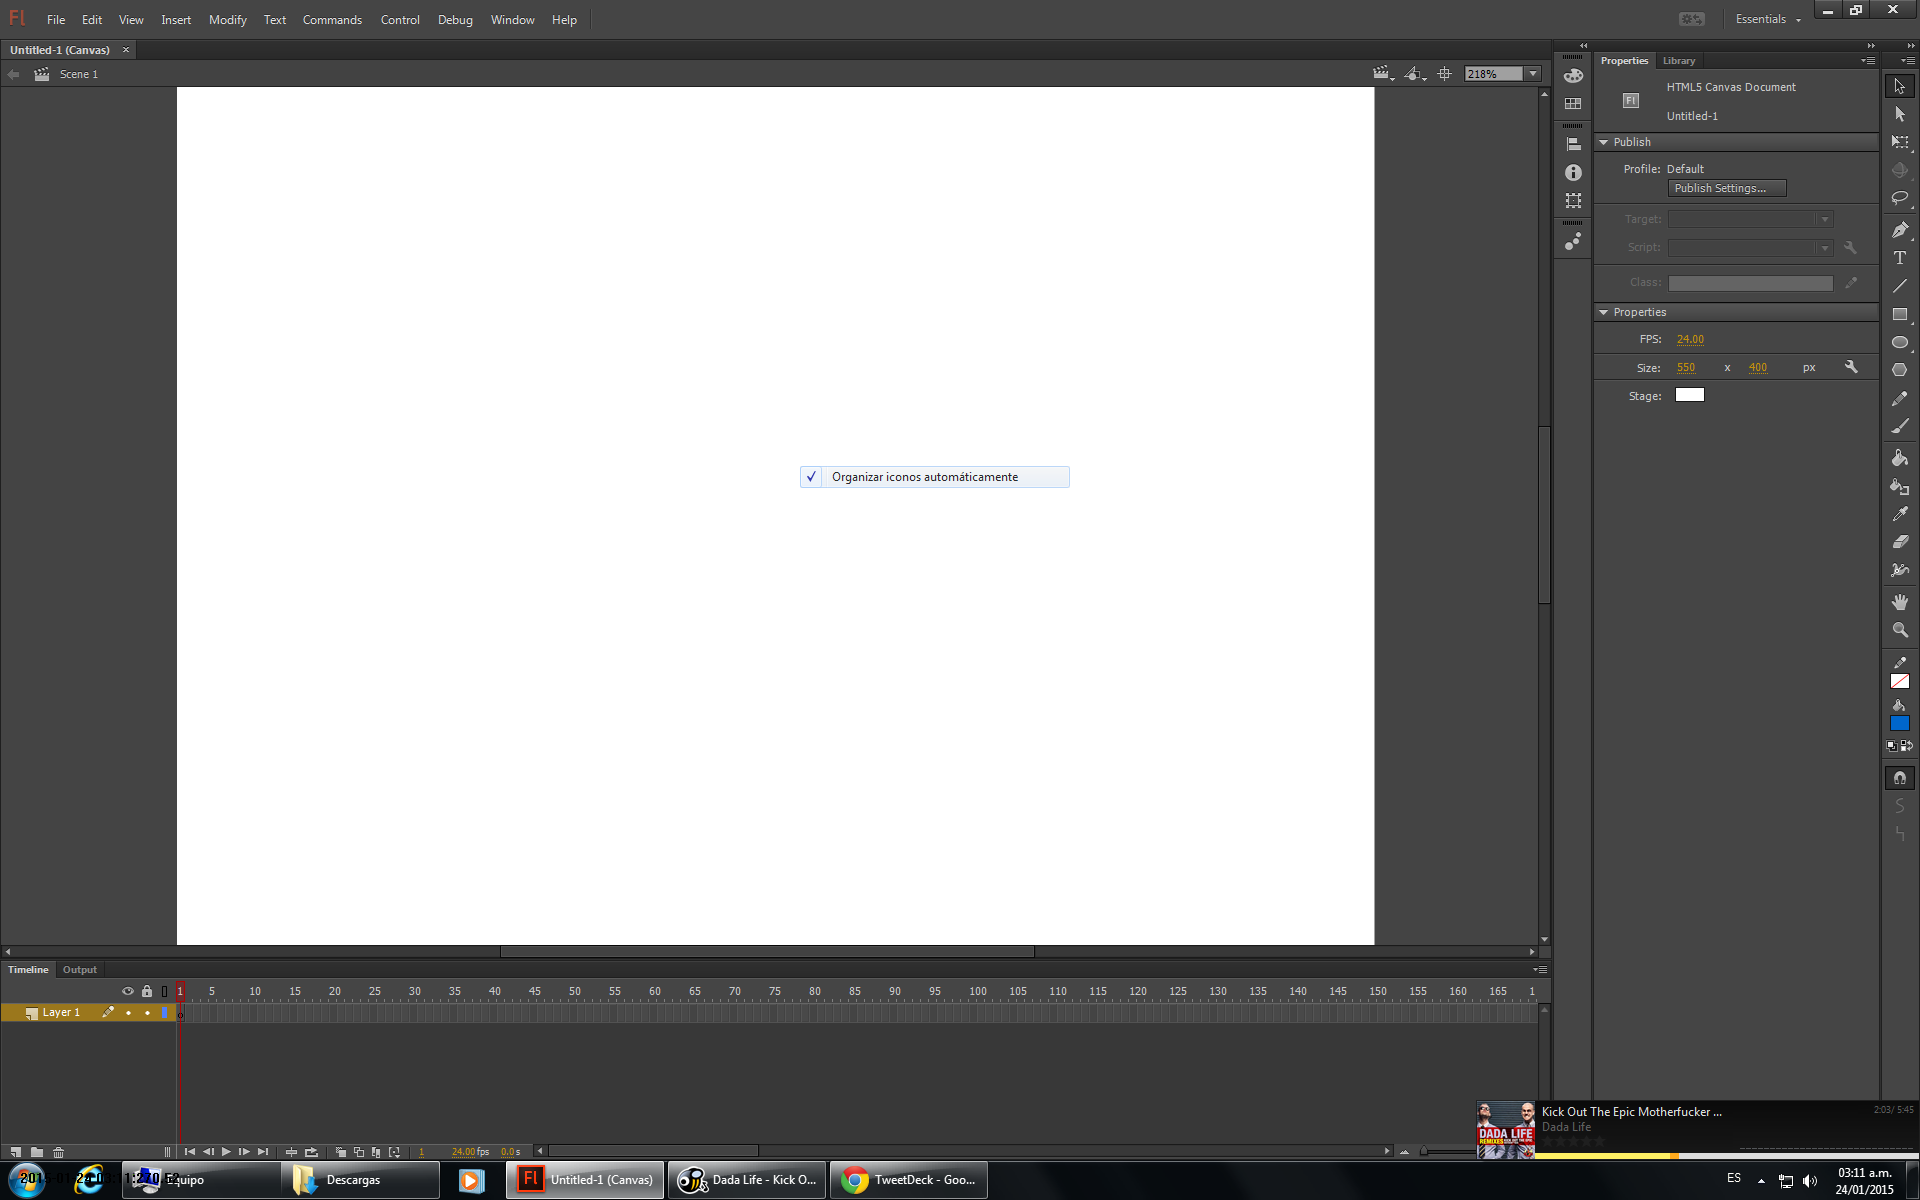 Fl File Edit View Insert Modify Text Commands Control Debug Window Help Essentials
Untitled-1 (Canvas) ×
Scene 1 218%
Properties Library
HTML5 Canvas Document
Fl
Untitled-1
Publish
Profile: Default
Publish Settings...
Target:
Script:
Class:
Properties
FPS: 24.00
Size: 550 x 400 px
Stage:
✓ Organizar iconos automáticamente
Timeline Output
1 5 10 15 20 25 30 35 40 45 50 55 60 65 70 75 80 85 90 95 100 105 110 115 120 125 130 135 140 145 150 155 160 165 1
Layer 1
1 24.00 fps 0.0 s
Kick Out The Epic Motherfucker ... 2:03/ 5:45
Dada Life
DADA LIFE
REMIXES
Equipo
Descargas
Fl Untitled-1 (Canvas)
Dada Life - Kick O...
TweetDeck - Goo...
ES
03:11 a.m.
24/01/2015